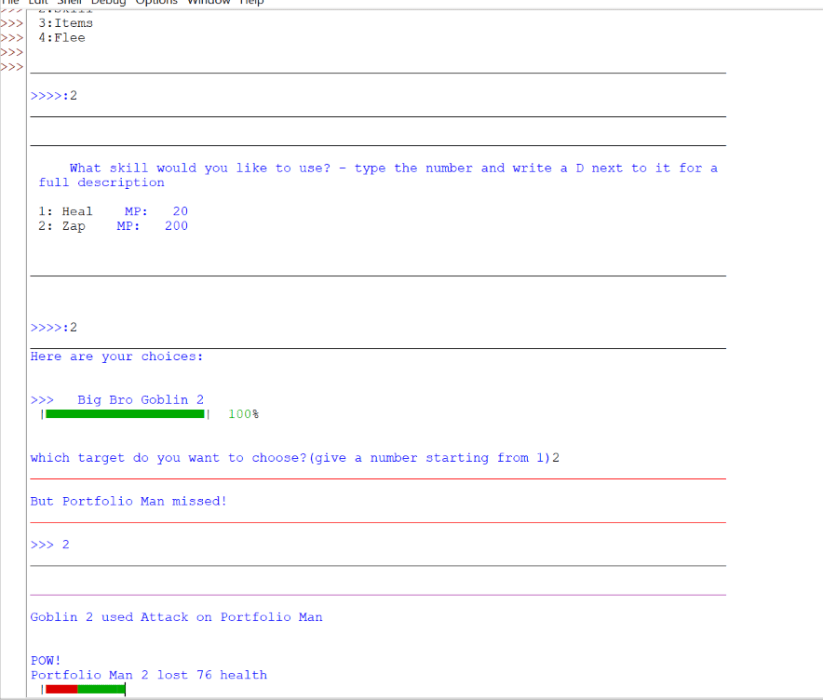 File Edit Shell Debug Options Window Help
>>> 2:Skill
>>> 3:Items
>>> 4:Flee
>>>
>>>
>>>>:2
What skill would you like to use? - type the number and write a D next to it for a
full description
1: Heal MP: 20
2: Zap MP: 200
>>>>:2
Here are your choices:
>>> Big Bro Goblin 2
| | 100%
which target do you want to choose?(give a number starting from 1)2
But Portfolio Man missed!
>>> 2
Goblin 2 used Attack on Portfolio Man
POW!
Portfolio Man 2 lost 76 health
|